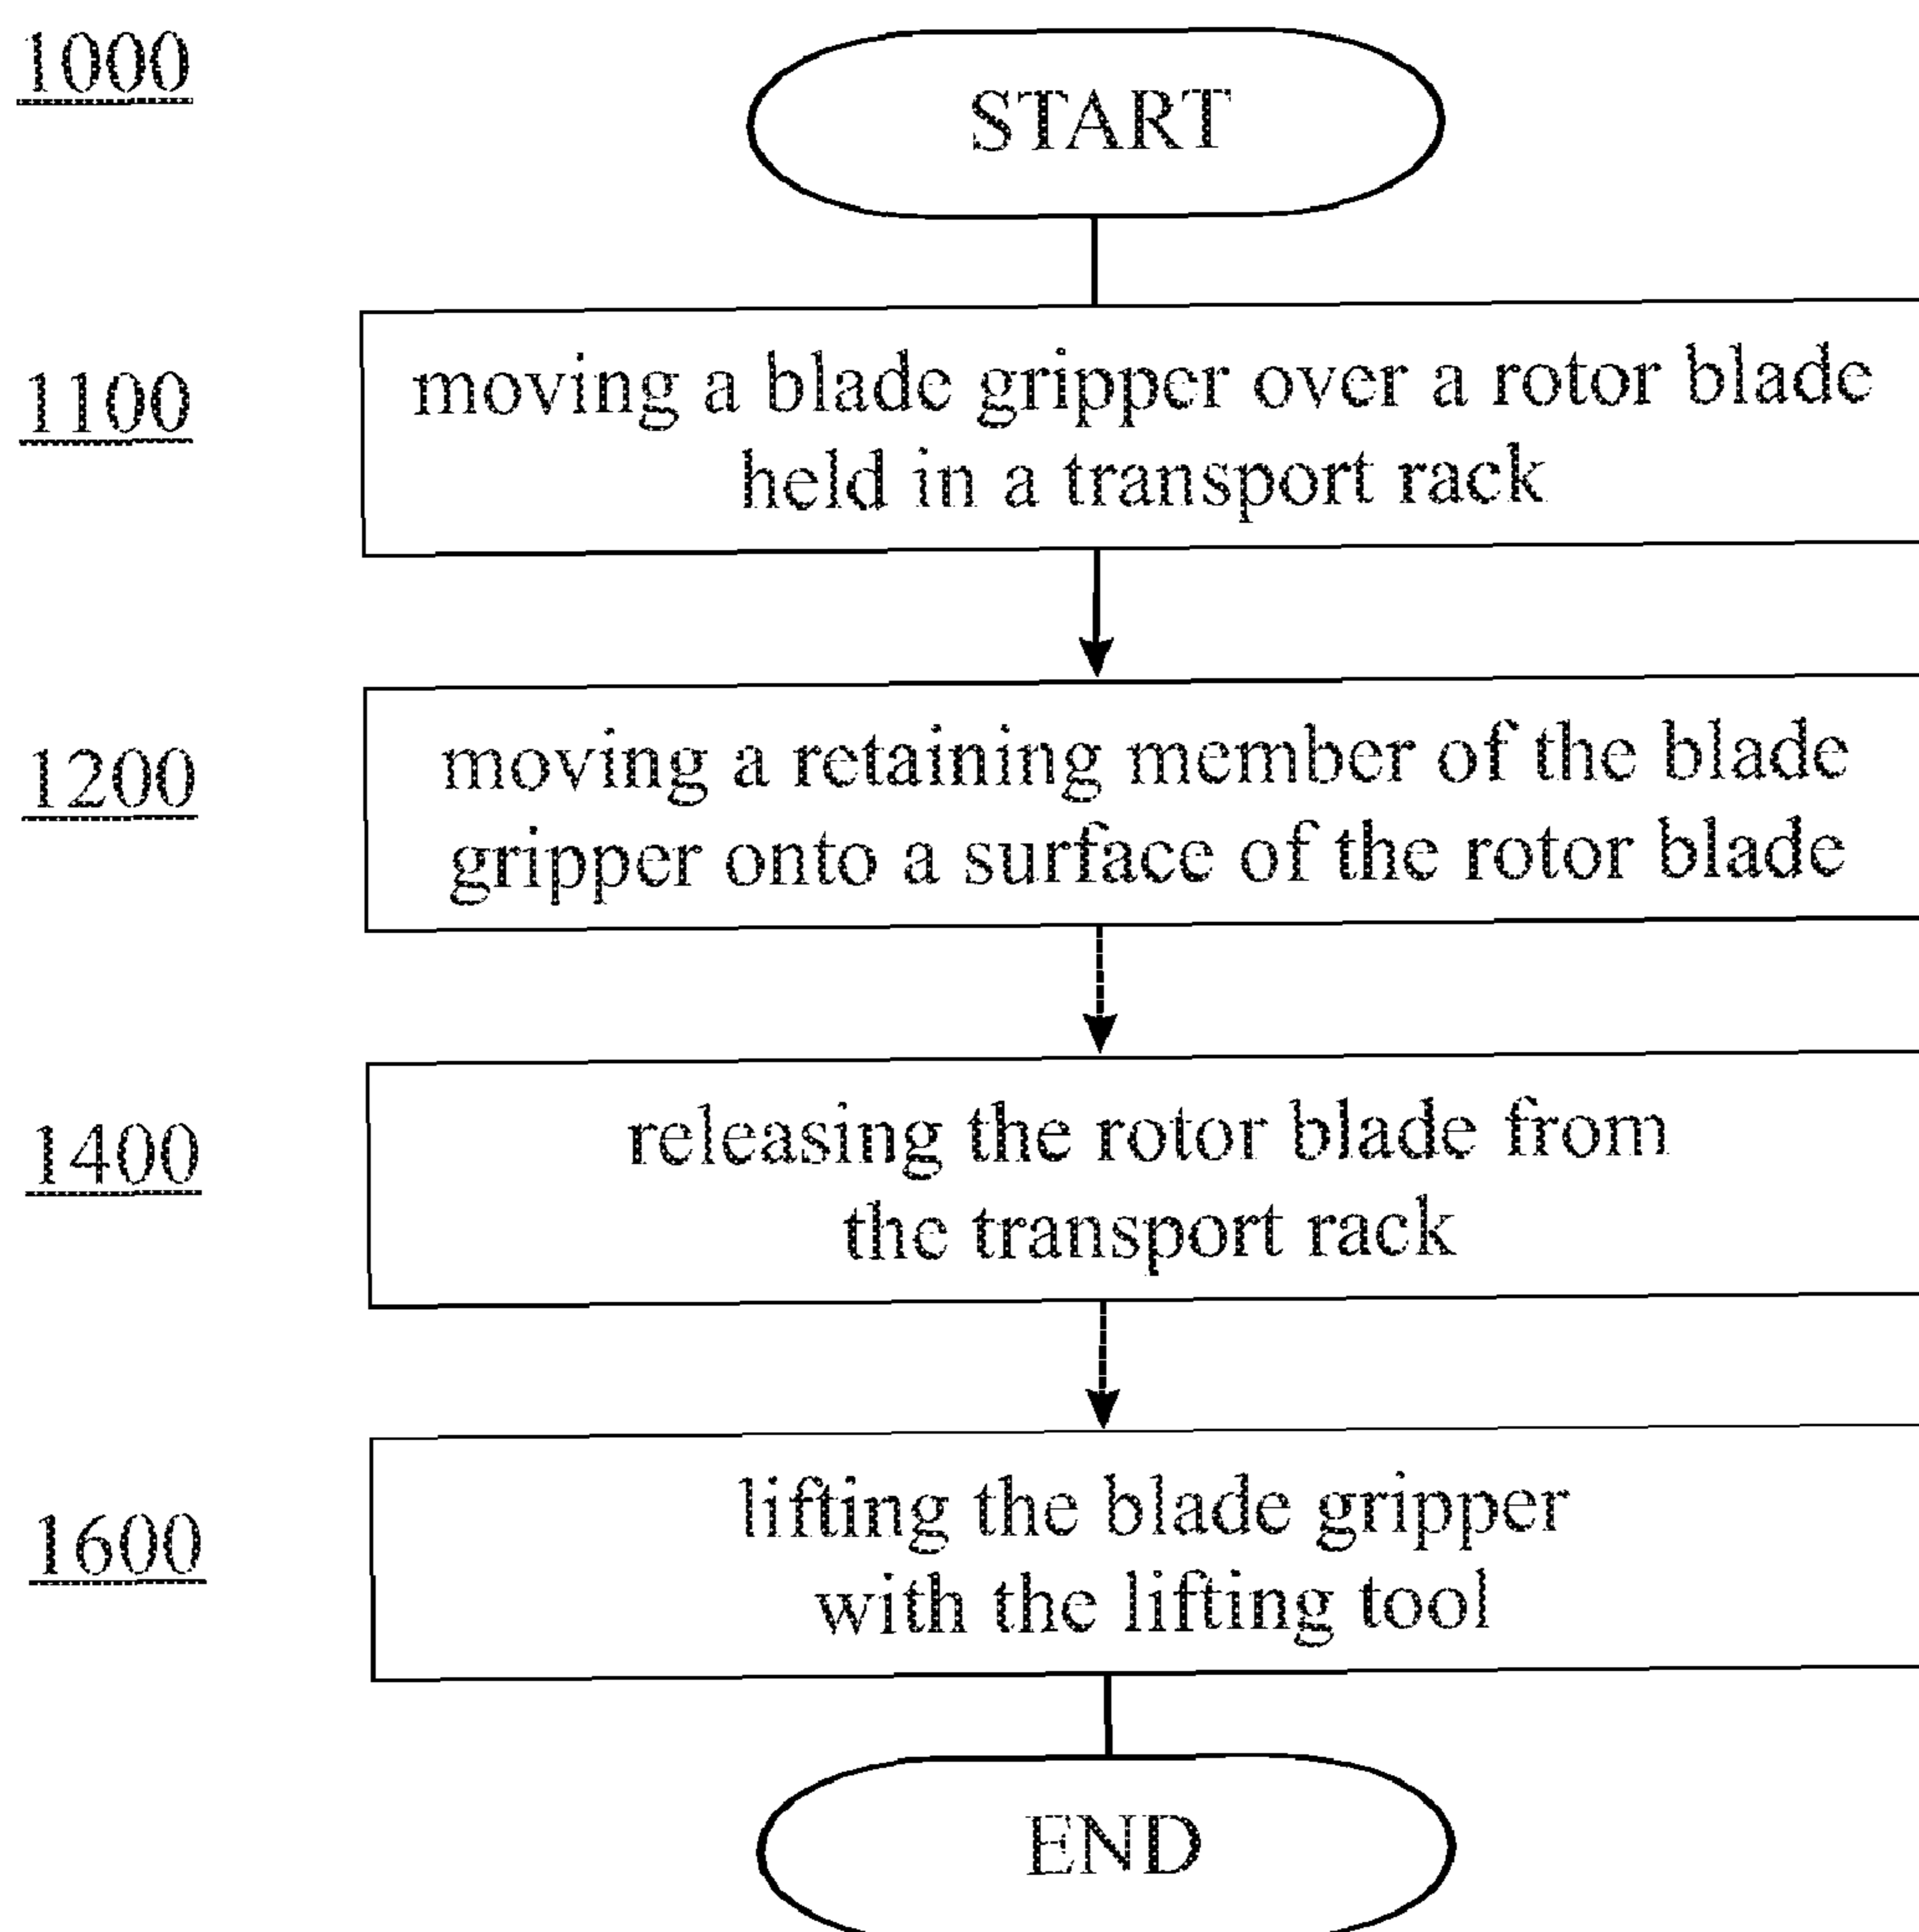 1000
START
1100
moving a blade gripper over a rotor blade
held in a transport rack
1200
moving a retaining member of the blade
gripper onto a surface of the rotor blade
1400
releasing the rotor blade from
the transport rack
1600
lifting the blade gripper
with the lifting tool
END